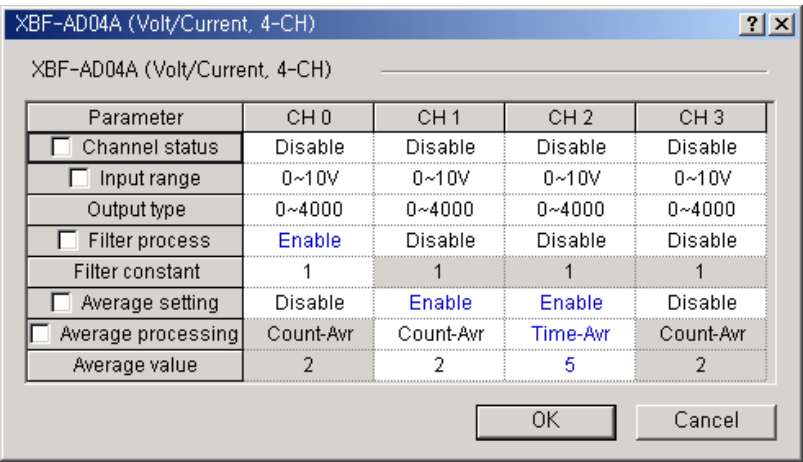 XBF-AD04A (Volt/Current, 4-CH)
XBF-AD04A (Volt/Current, 4-CH)
Parameter CH 0 CH 1 CH 2 CH 3
Channel status Disable Disable Disable Disable
Input range 0~10V 0~10V 0~10V 0~10V
Output type 0~4000 0~4000 0~4000 0~4000
Filter process Enable Disable Disable Disable
Filter constant 1 1 1 1
Average setting Disable Enable Enable Disable
Average processing Count-Avr Count-Avr Time-Avr Count-Avr
Average value 2 2 5 2
OK Cancel